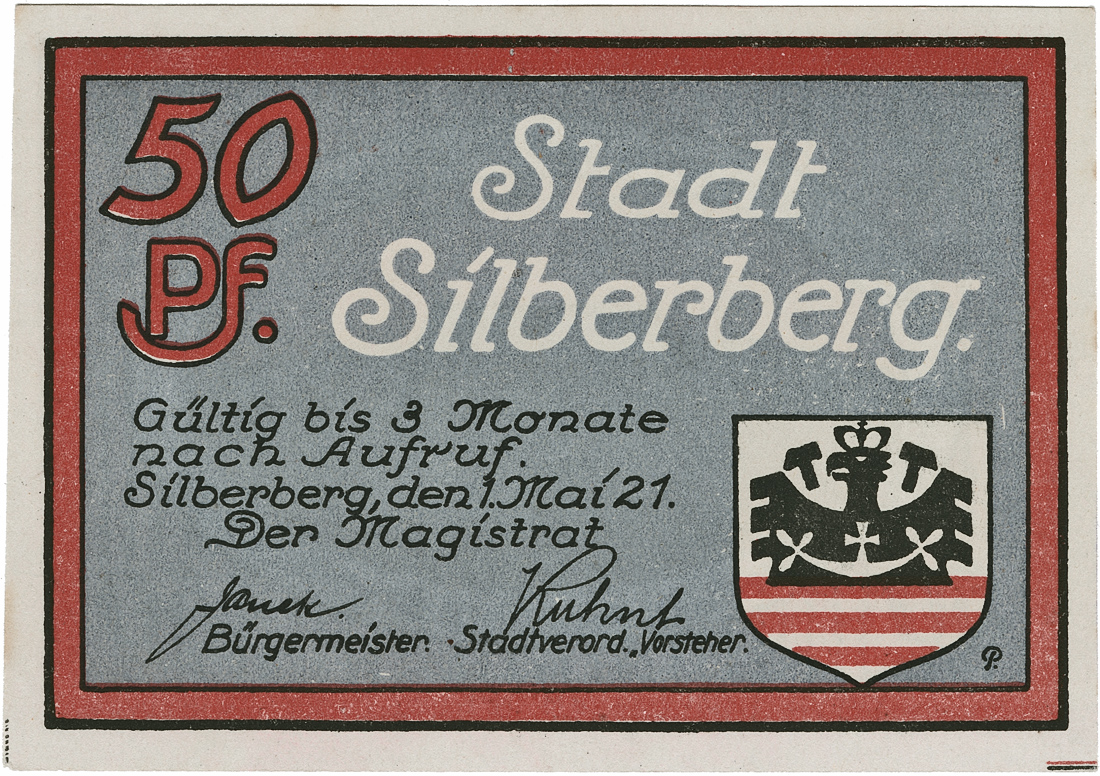 50
Pf.
Stadt
Silberberg.
Gültig bis 3 Monate
nach Aufruf.
Silberberg, den 1. Mai 21.
Der Magistrat
Kuhnt
Bürgermeister. Stadtverord. Vorsteher.
P.